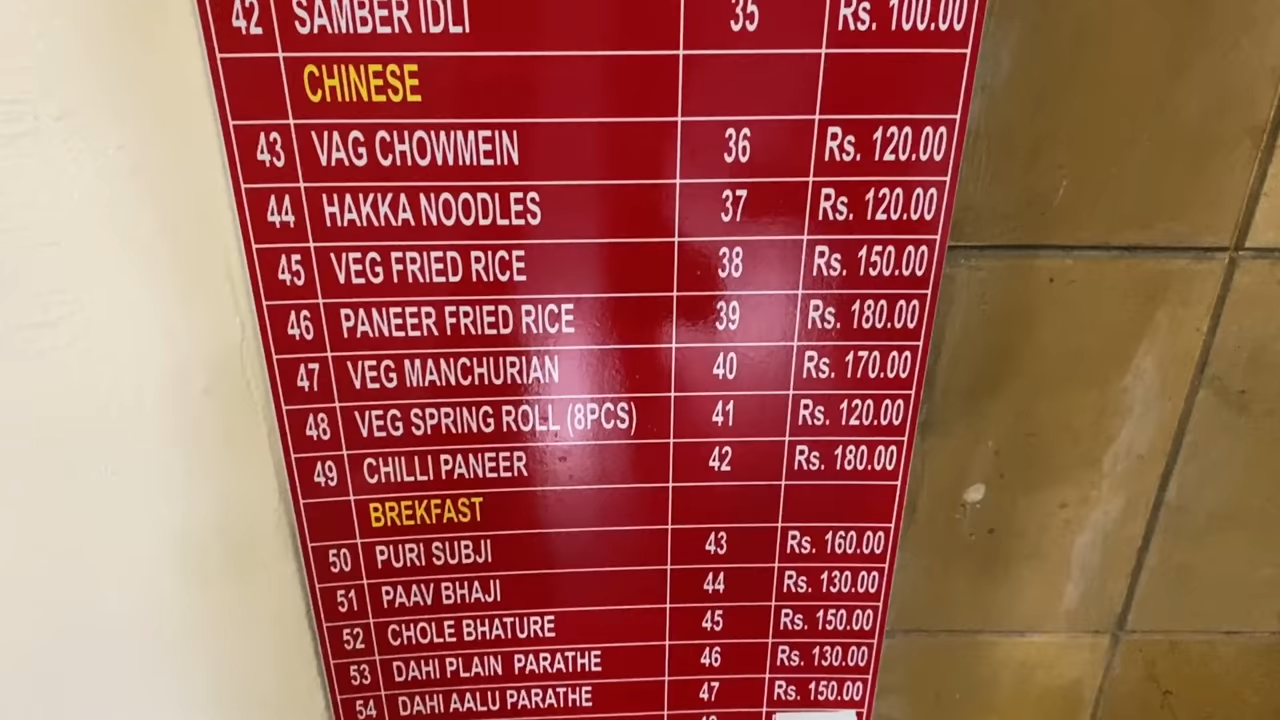 42 SAMBER IDLI 35 Rs. 100.00
CHINESE
43 VAG CHOWMEIN 36 Rs. 120.00
44 HAKKA NOODLES 37 Rs. 120.00
45 VEG FRIED RICE 38 Rs. 150.00
46 PANEER FRIED RICE 39 Rs. 180.00
47 VEG MANCHURIAN 40 Rs. 170.00
48 VEG SPRING ROLL (8PCS) 41 Rs. 120.00
49 CHILLI PANEER 42 Rs. 180.00
BREKFAST
50 PURI SUBJI 43 Rs. 160.00
51 PAAV BHAJI 44 Rs. 130.00
52 CHOLE BHATURE 45 Rs. 150.00
53 DAHI PLAIN PARATHE 46 Rs. 130.00
54 DAHI AALU PARATHE 47 Rs. 150.00